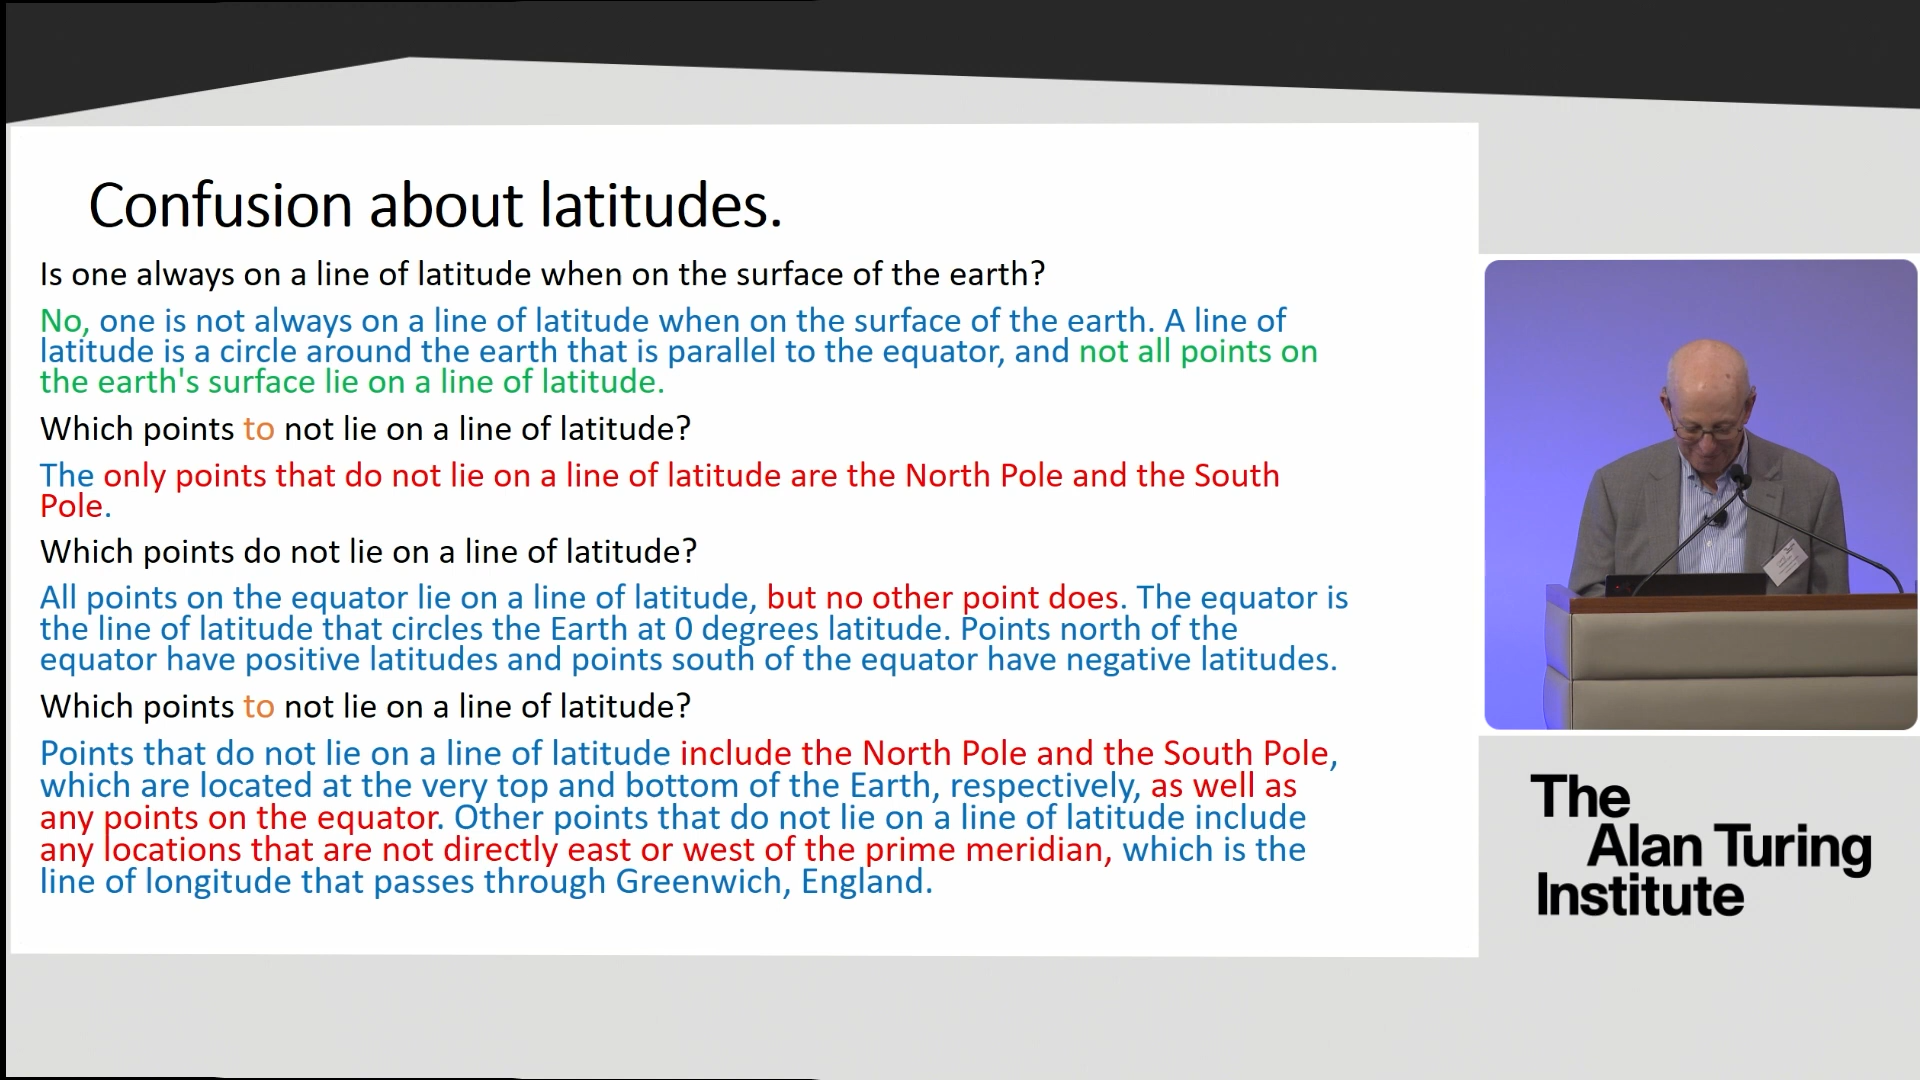 Confusion about latitudes.
Is one always on a line of latitude when on the surface of the earth?
No, one is not always on a line of latitude when on the surface of the earth. A line of
latitude is a circle around the earth that is parallel to the equator, and not all points on
the earth's surface lie on a line of latitude.
Which points to not lie on a line of latitude?
The only points that do not lie on a line of latitude are the North Pole and the South
Pole.
Which points do not lie on a line of latitude?
All points on the equator lie on a line of latitude, but no other point does. The equator is
the line of latitude that circles the Earth at 0 degrees latitude. Points north of the
equator have positive latitudes and points south of the equator have negative latitudes.
Which points to not lie on a line of latitude?
Points that do not lie on a line of latitude include the North Pole and the South Pole,
which are located at the very top and bottom of the Earth, respectively, as well as
any points on the equator. Other points that do not lie on a line of latitude include
any locations that are not directly east or west of the prime meridian, which is the
line of longitude that passes through Greenwich, England.
The
Alan Turing
Institute